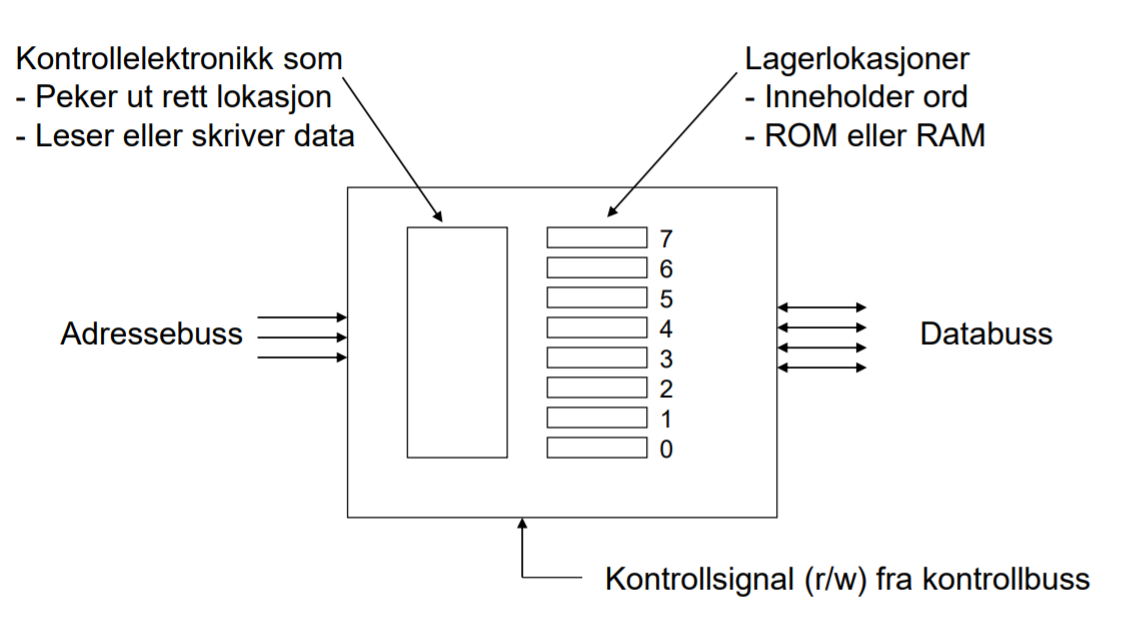 Kontrollelektronikk som
- Peker ut rett lokasjon
- Leser eller skriver data
Lagerlokasjoner
- Inneholder ord
- ROM eller RAM
7
6
5
4
3
2
1
0
Adressebuss
Databuss
Kontrollsignal (r/w) fra kontrollbuss